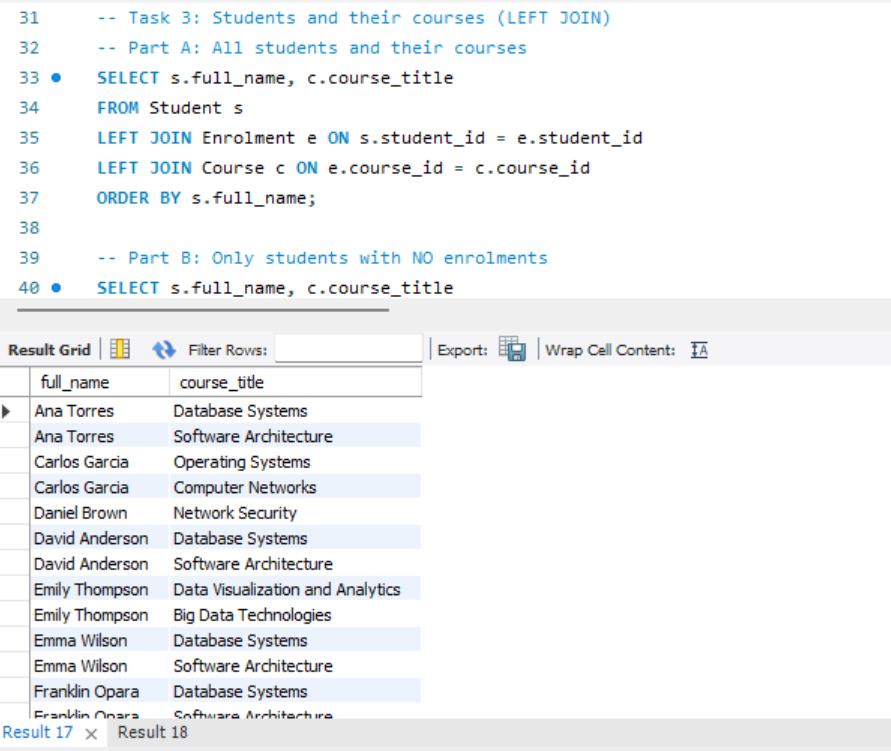 31 -- Task 3: Students and their courses (LEFT JOIN)
32 -- Part A: All students and their courses
33 SELECT s.full_name, c.course_title
34 FROM Student s
35 LEFT JOIN Enrolment e ON s.student_id = e.student_id
36 LEFT JOIN Course c ON e.course_id = c.course_id
37 ORDER BY s.full_name;
38
39 -- Part B: Only students with NO enrolments
40 SELECT s.full_name, c.course_title
Result Grid Filter Rows: Export: Wrap Cell Content: IA
full_name course_title
Ana Torres Database Systems
Ana Torres Software Architecture
Carlos Garcia Operating Systems
Carlos Garcia Computer Networks
Daniel Brown Network Security
David Anderson Database Systems
David Anderson Software Architecture
Emily Thompson Data Visualization and Analytics
Emily Thompson Big Data Technologies
Emma Wilson Database Systems
Emma Wilson Software Architecture
Franklin Opara Database Systems
Franklin Opara Software Architecture
Result 17 × Result 18